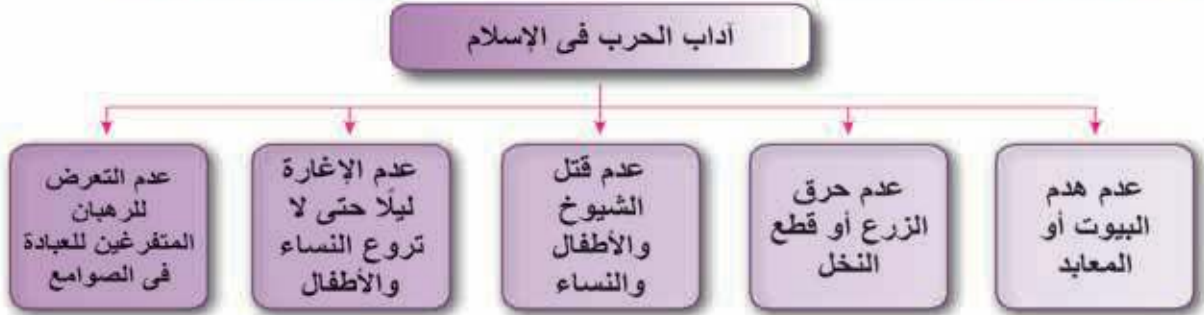 آداب الحرب فى الإسلام
عدم هدم
البيوت أو
المعابد
عدم حرق
الزرع أو قطع
النخل
عدم قتل
الشيوخ
والأطفال
والنساء
عدم الإغارة
ليلًا حتى لا
تروع النساء
والأطفال
عدم التعرض
للرهبان
المتفرغين للعبادة
فى الصوامع